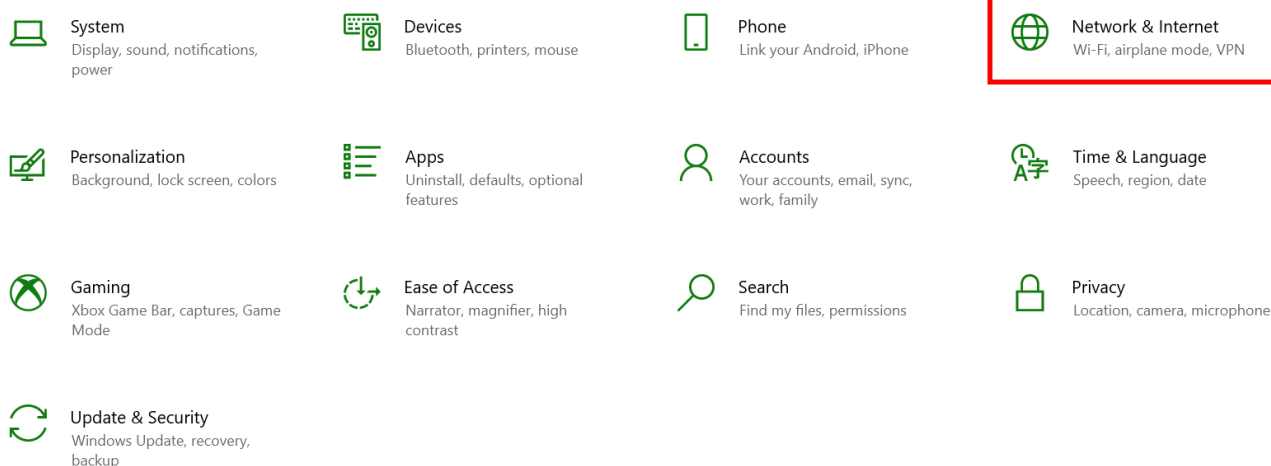 System
Display, sound, notifications,
power
Devices
Bluetooth, printers, mouse
Phone
Link your Android, iPhone
Network & Internet
Wi-Fi, airplane mode, VPN
Personalization
Background, lock screen, colors
Apps
Uninstall, defaults, optional
features
Accounts
Your accounts, email, sync,
work, family
Time & Language
Speech, region, date
Gaming
Xbox Game Bar, captures, Game
Mode
Ease of Access
Narrator, magnifier, high
contrast
Search
Find my files, permissions
Privacy
Location, camera, microphone
Update & Security
Windows Update, recovery,
backup